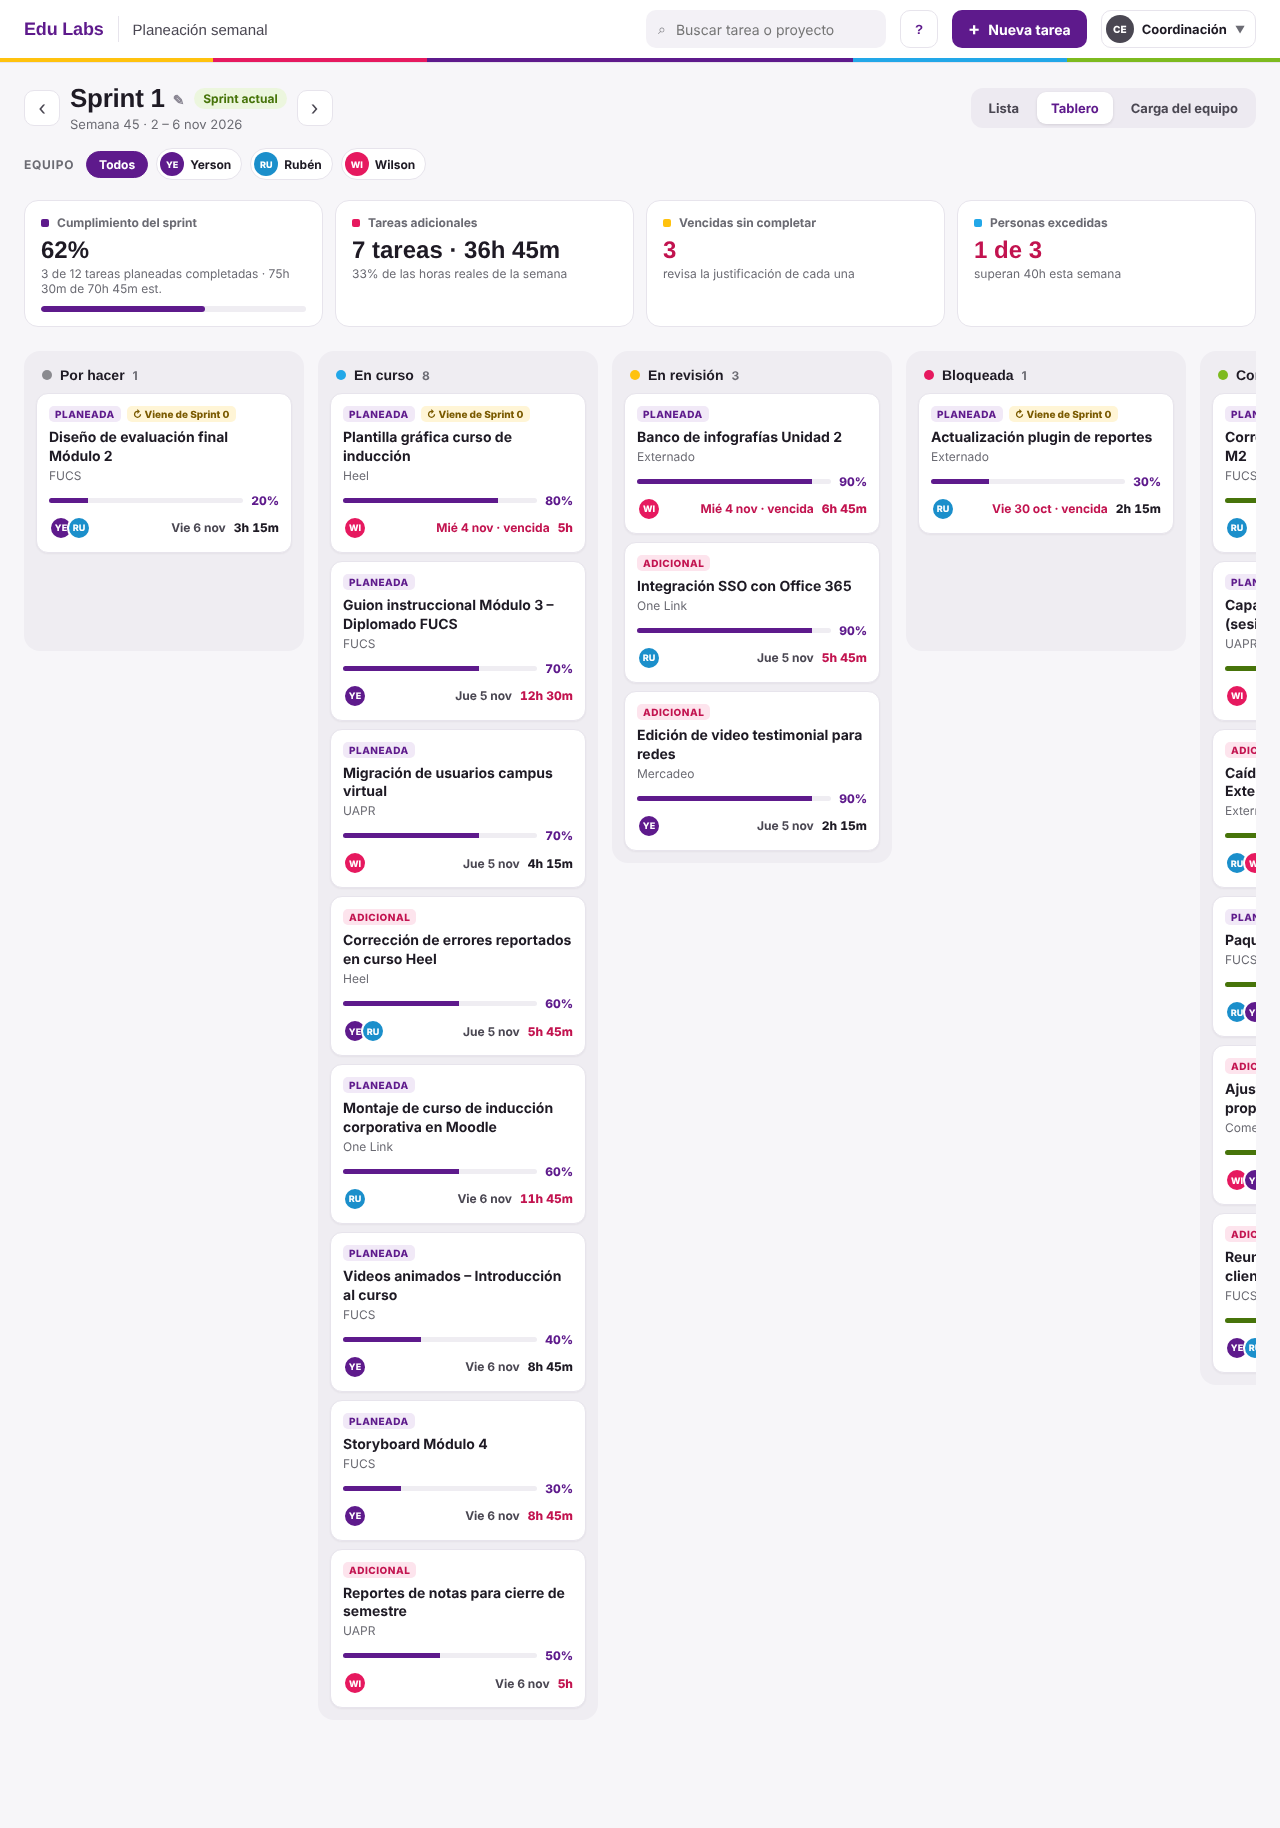 Edu Labs
Planeación semanal
Buscar tarea o proyecto
?
+ Nueva tarea
CE Coordinación ▼
‹
Sprint 1 ✎ Sprint actual
Semana 45 · 2 – 6 nov 2026
›
Lista Tablero Carga del equipo
EQUIPO Todos YE Yerson RU Rubén WI Wilson
Cumplimiento del sprint
62%
3 de 12 tareas planeadas completadas · 75h
30m de 70h 45m est.
Tareas adicionales
7 tareas · 36h 45m
33% de las horas reales de la semana
Vencidas sin completar
3
revisa la justificación de cada una
Personas excedidas
1 de 3
superan 40h esta semana
Por hacer 1
PLANEADA ↻ Viene de Sprint 0
Diseño de evaluación final
Módulo 2
FUCS
20%
YE RU Vie 6 nov 3h 15m
En curso 8
PLANEADA ↻ Viene de Sprint 0
Plantilla gráfica curso de
inducción
Heel
80%
WI Mié 4 nov · vencida 5h
PLANEADA
Guion instruccional Módulo 3 –
Diplomado FUCS
FUCS
70%
YE Jue 5 nov 12h 30m
PLANEADA
Migración de usuarios campus
virtual
UAPR
70%
WI Jue 5 nov 4h 15m
ADICIONAL
Corrección de errores reportados
en curso Heel
Heel
60%
YE RU Jue 5 nov 5h 45m
PLANEADA
Montaje de curso de inducción
corporativa en Moodle
One Link
60%
RU Vie 6 nov 11h 45m
PLANEADA
Videos animados – Introducción
al curso
FUCS
40%
YE Vie 6 nov 8h 45m
PLANEADA
Storyboard Módulo 4
FUCS
30%
YE Vie 6 nov 8h 45m
ADICIONAL
Reportes de notas para cierre de
semestre
UAPR
50%
WI Vie 6 nov 5h
En revisión 3
PLANEADA
Banco de infografías Unidad 2
Externado
90%
WI Mié 4 nov · vencida 6h 45m
ADICIONAL
Integración SSO con Office 365
One Link
90%
RU Jue 5 nov 5h 45m
ADICIONAL
Edición de video testimonial para
redes
Mercadeo
90%
YE Jue 5 nov 2h 15m
Bloqueada 1
PLANEADA ↻ Viene de Sprint 0
Actualización plugin de reportes
Externado
30%
RU Vie 30 oct · vencida 2h 15m
M2
FUCS
RU
UAPR
WI
RU
FUCS
RU
WI
FUCS
YE